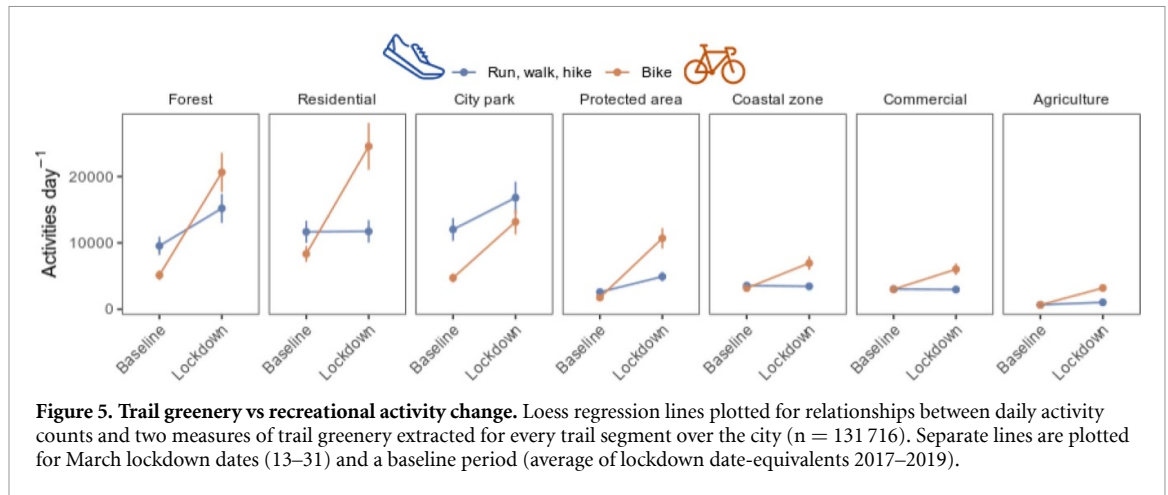 Run, walk, hike Bike
Forest Residential City park Protected area Coastal zone Commercial Agriculture
Activities day⁻¹
20000
10000
0
Baseline Lockdown Baseline Lockdown Baseline Lockdown Baseline Lockdown Baseline Lockdown Baseline Lockdown Baseline Lockdown
Figure 5. Trail greenery vs recreational activity change. Loess regression lines plotted for relationships between daily activity
counts and two measures of trail greenery extracted for every trail segment over the city (n = 131 716). Separate lines are plotted
for March lockdown dates (13–31) and a baseline period (average of lockdown date-equivalents 2017–2019).